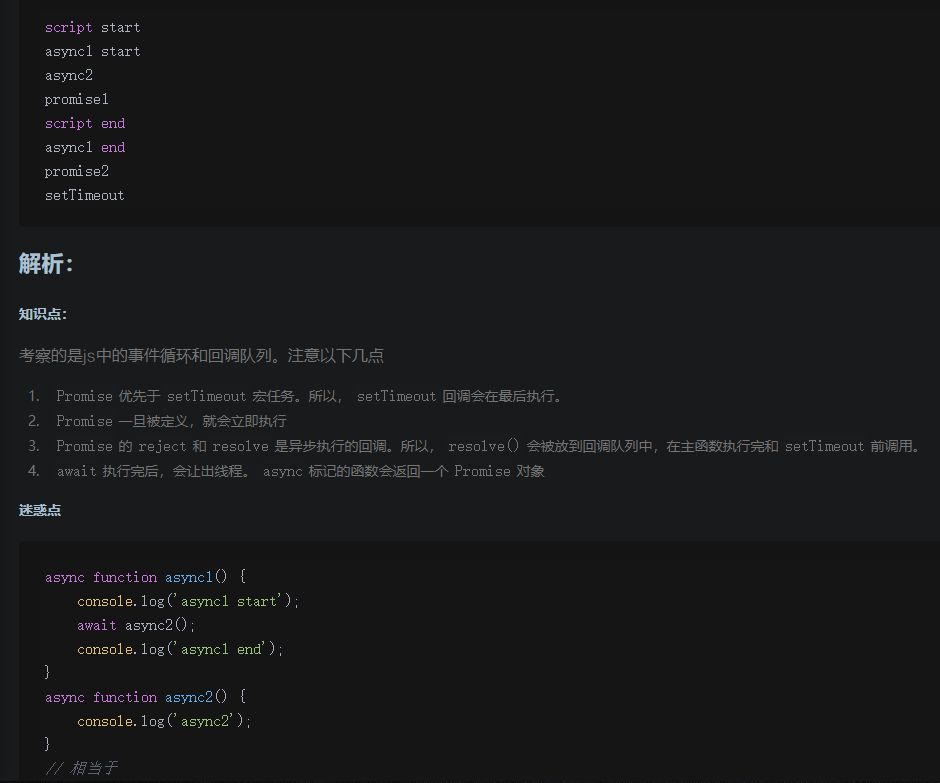 script start
async1 start
async2
promise1
script end
async1 end
promise2
setTimeout
解析：
知识点：
考察的是js中的事件循环和回调队列。注意以下几点
1. Promise 优先于 setTimeout 宏任务。所以， setTimeout 回调会在最后执行。
2. Promise 一旦被定义，就会立即执行
3. Promise 的 reject 和 resolve 是异步执行的回调。所以， resolve() 会被放到回调队列中，在主函数执行完和 setTimeout 前调用。
4. await 执行完后，会让出线程。 async 标记的函数会返回一个 Promise 对象
迷惑点
async function async1() {
    console.log('async1 start');
    await async2();
    console.log('async1 end');
}
async function async2() {
    console.log('async2');
}
// 相当于